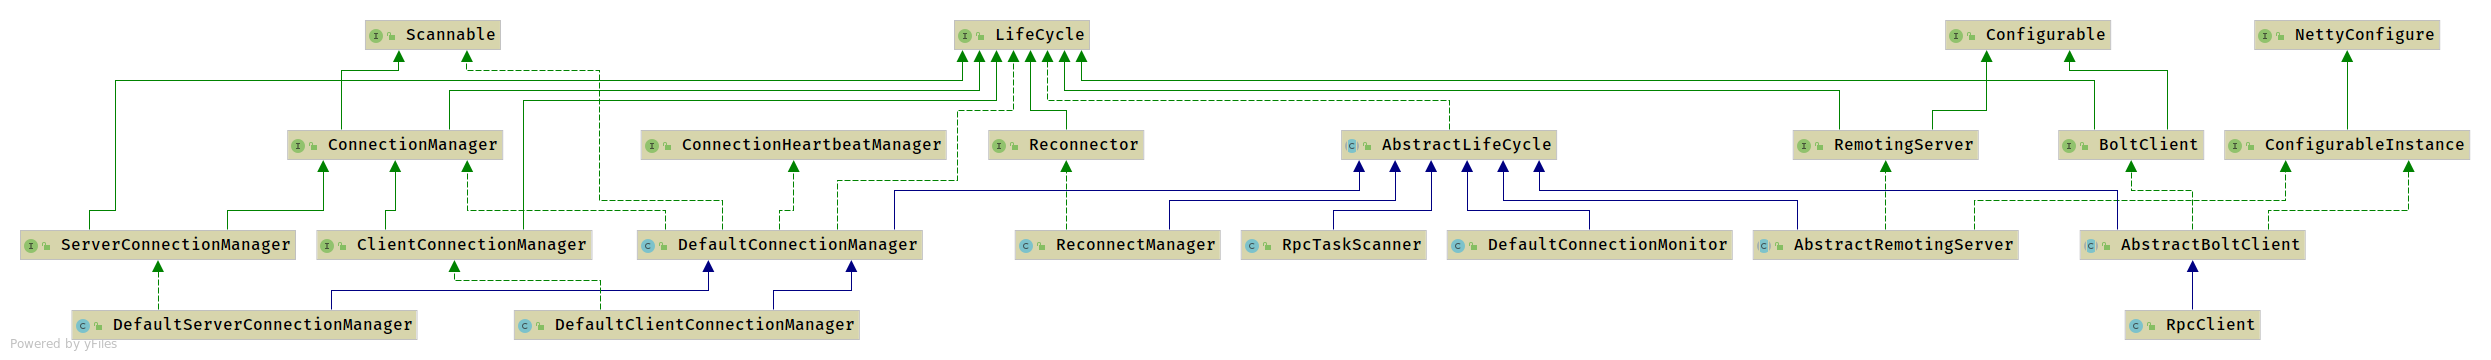 Scannable
LifeCycle
Configurable
NettyConfigure
ConnectionManager
ConnectionHeartbeatManager
Reconnector
AbstractLifeCycle
RemotingServer
BoltClient
ConfigurableInstance
ServerConnectionManager
ClientConnectionManager
DefaultConnectionManager
ReconnectManager
RpcTaskScanner
DefaultConnectionMonitor
AbstractRemotingServer
AbstractBoltClient
DefaultServerConnectionManager
DefaultClientConnectionManager
RpcClient
Powered by yFiles